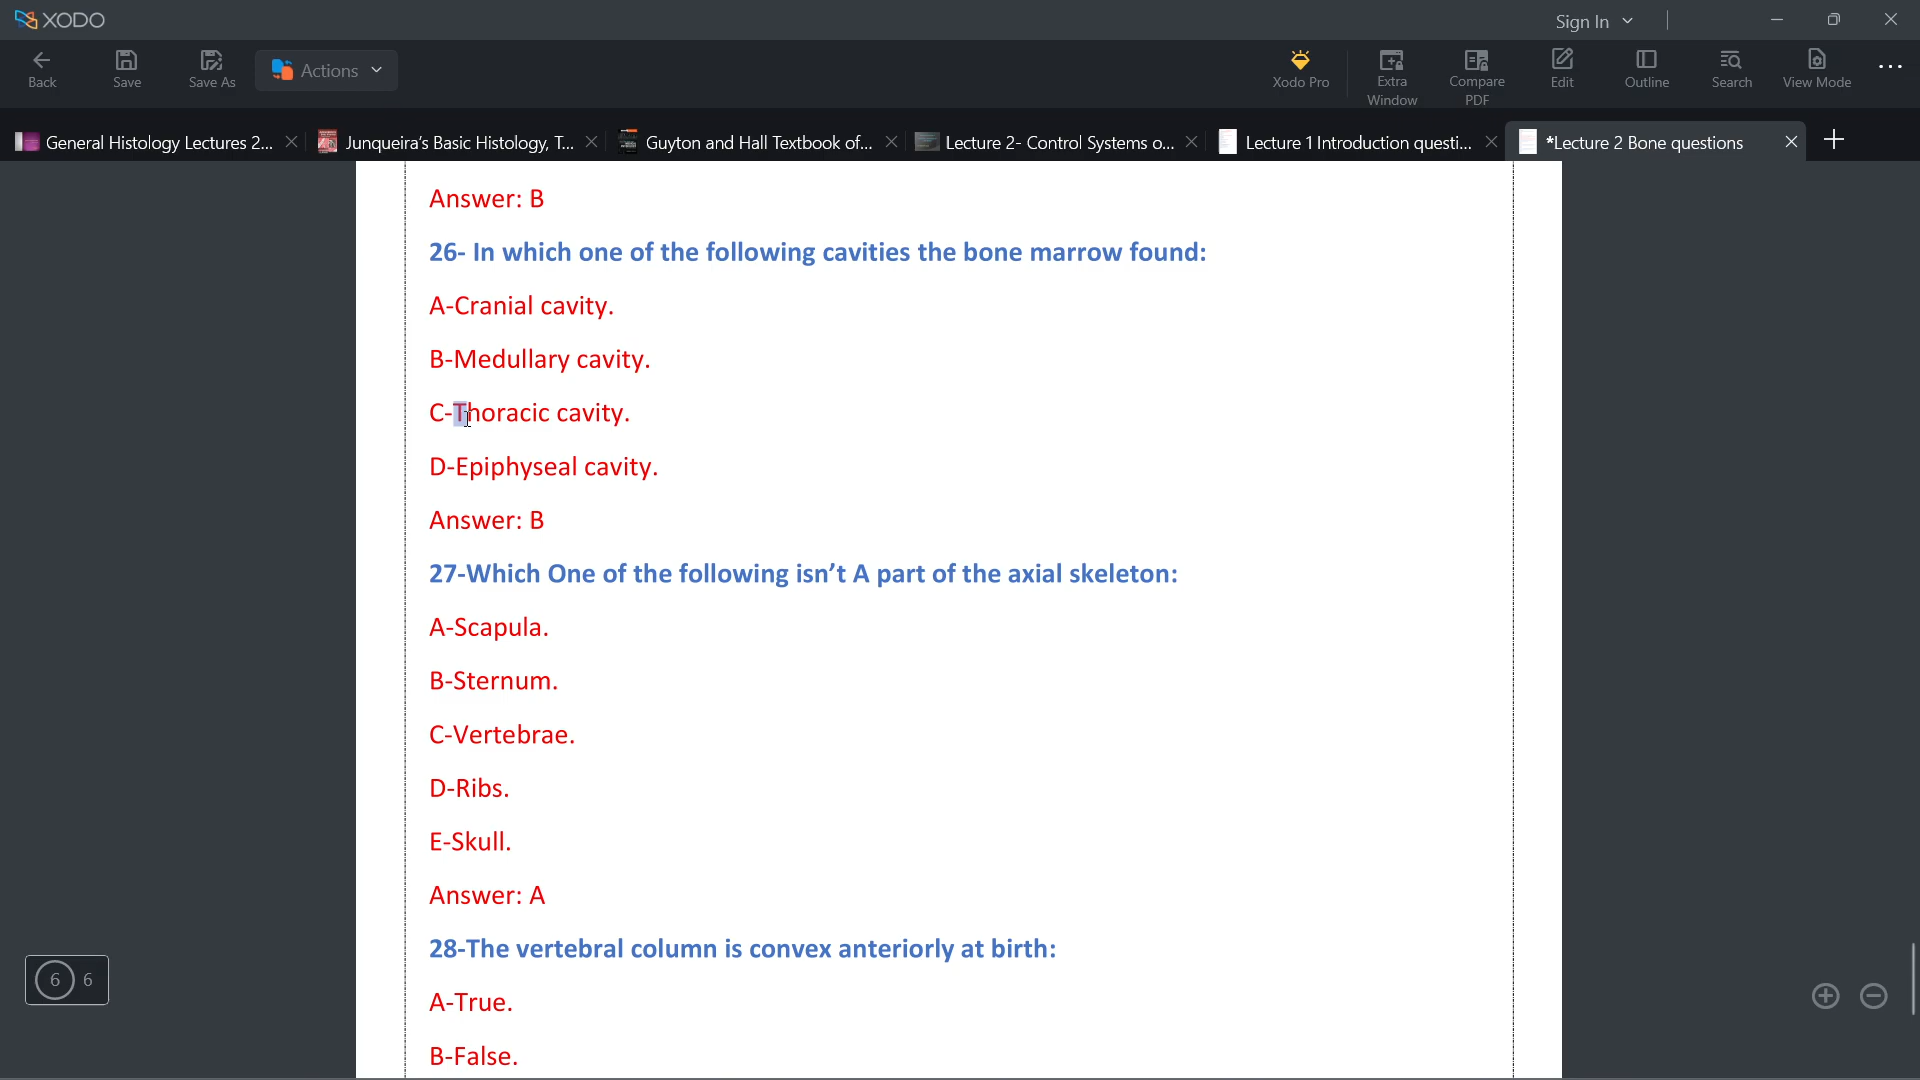 XODO
Sign In
Back
Save
Save As
Actions
Xodo Pro
Extra Window
Compare PDF
Edit
Outline
Search
View Mode
General Histology Lectures 2...
Junqueira's Basic Histology, T...
Guyton and Hall Textbook of...
Lecture 2- Control Systems o...
Lecture 1 Introduction questi...
*Lecture 2 Bone questions
Answer: B
26- In which one of the following cavities the bone marrow found:
A-Cranial cavity.
B-Medullary cavity.
C-Thoracic cavity.
D-Epiphyseal cavity.
Answer: B
27-Which One of the following isn’t A part of the axial skeleton:
A-Scapula.
B-Sternum.
C-Vertebrae.
D-Ribs.
E-Skull.
Answer: A
28-The vertebral column is convex anteriorly at birth:
6 6
A-True.
B-False.